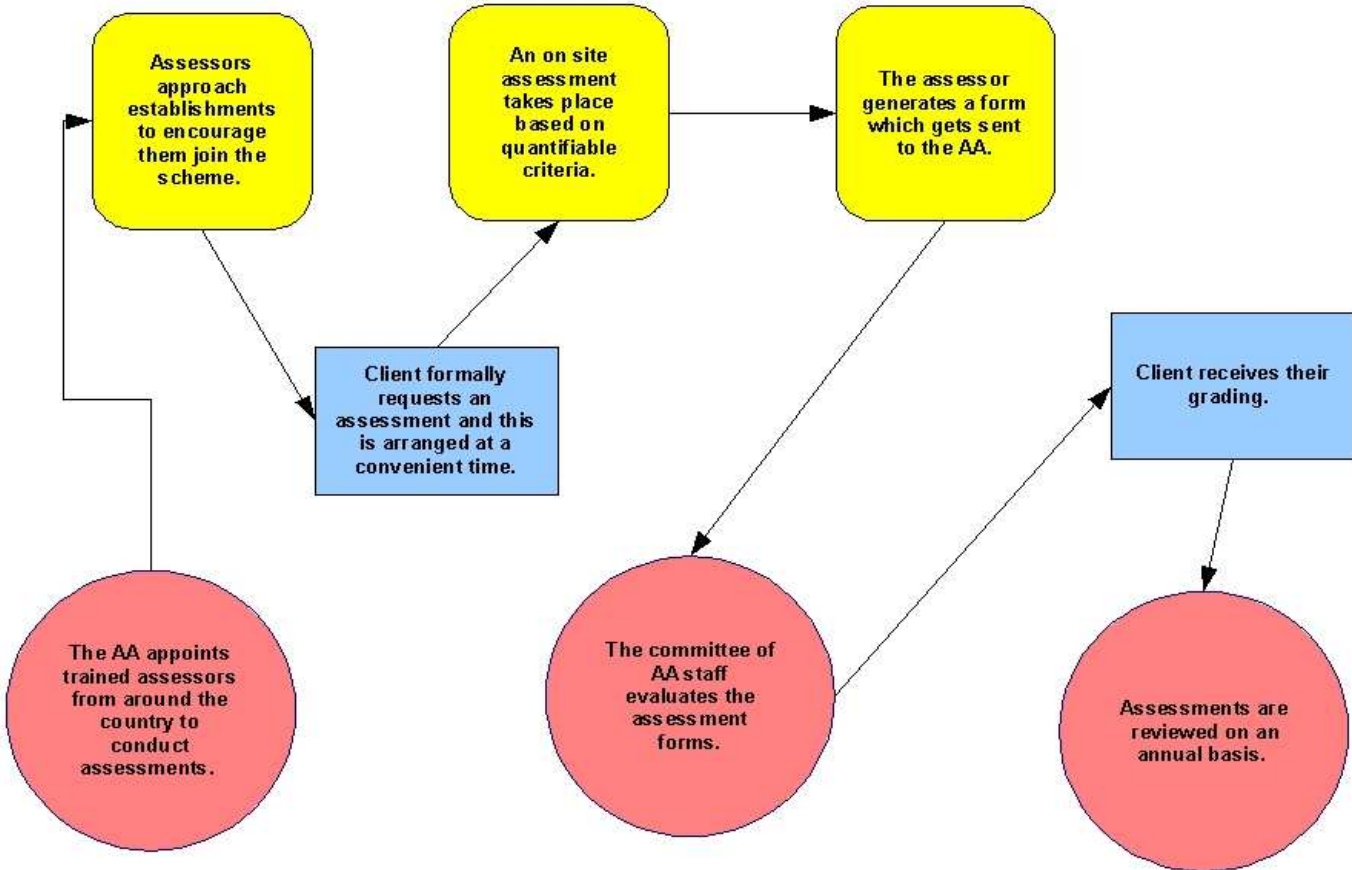 Assessors
approach
establishments
to encourage
them join the
scheme.
An on site
assessment
takes place
based on
quantifiable
criteria.
The assessor
generates a form
which gets sent
to the AA.
Client formally
requests an
assessment and this
is arranged at a
convenient time.
Client receives their
grading.
The AA appoints
trained assessors
from around the
country to
conduct
assessments.
The committee of
AA staff
evaluates the
assessment
forms.
Assessments are
reviewed on an
annual basis.